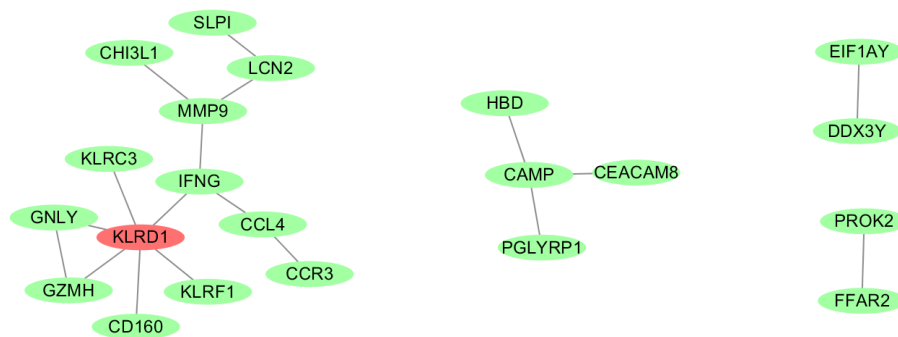 SLPI
CHI3L1
LCN2
MMP9
KLRC3
IFNG
GNLY
KLRD1
CCL4
GZMH
KLRF1
CCR3
CD160
HBD
CAMP
CEACAM8
PGLYRP1
EIF1AY
DDX3Y
PROK2
FFAR2